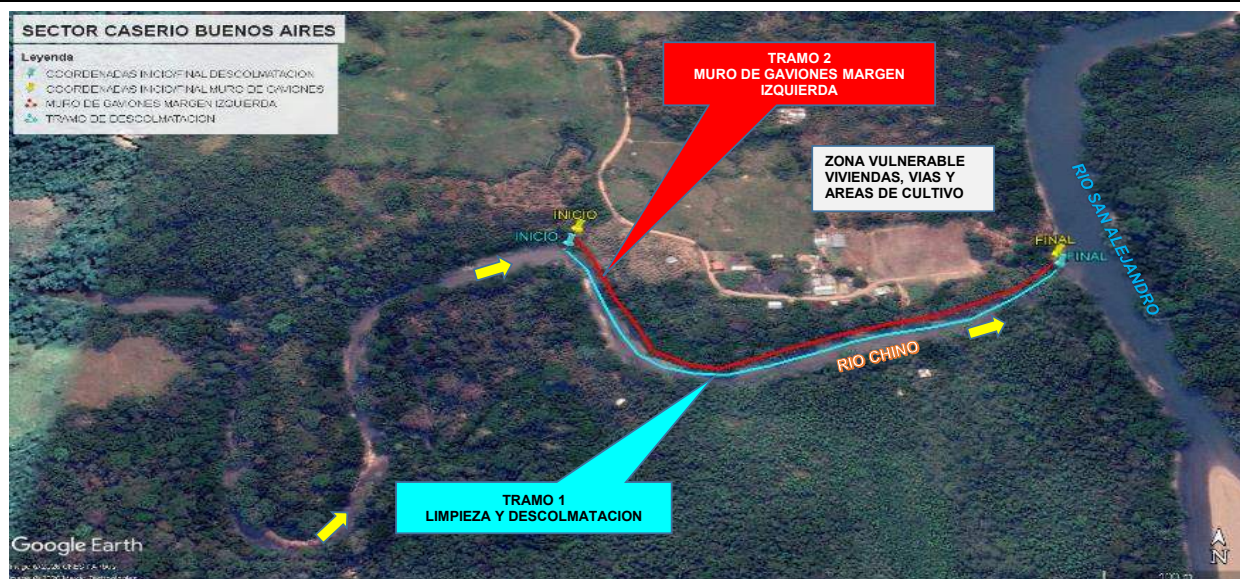 SECTOR CASERIO BUENOS AIRES
Leyenda
COORDENADAS INICIO/FINAL DESCOLMATACION
COORDENADAS INICIO/FINAL MURO DE GAVIONES
MURO DE GAVIONES MARGEN IZQUIERDA
TRAMO DE DESCOLMATACION
TRAMO 2
MURO DE GAVIONES MARGEN
IZQUIERDA
ZONA VULNERABLE
VIVIENDAS, VIAS Y
AREAS DE CULTIVO
RIO SAN ALEJANDRO
INICIO
INICIO
FINAL
FINAL
RIO CHINO
TRAMO 1
LIMPIEZA Y DESCOLMATACION
Google Earth
N